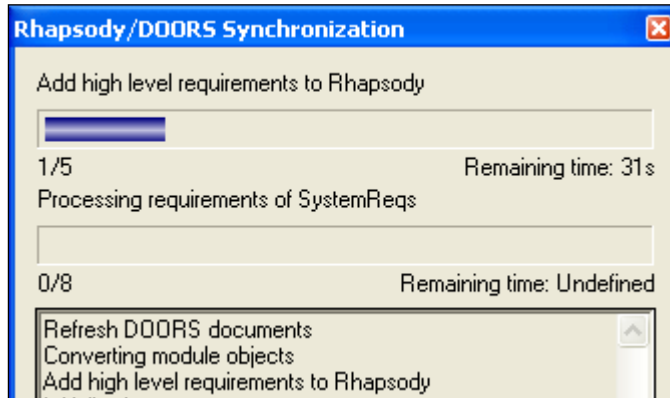 Rhapsody/DOORS Synchronization
Add high level requirements to Rhapsody
1/5 Remaining time: 31s
Processing requirements of SystemReqs
0/8 Remaining time: Undefined
Refresh DOORS documents
Converting module objects
Add high level requirements to Rhapsody